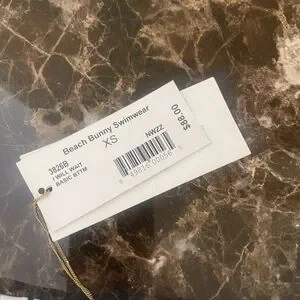 Beach Bunny Swimwear
XS
3826B
I WILL WAIT
BASIC BTTM
NWZZ
$88.00